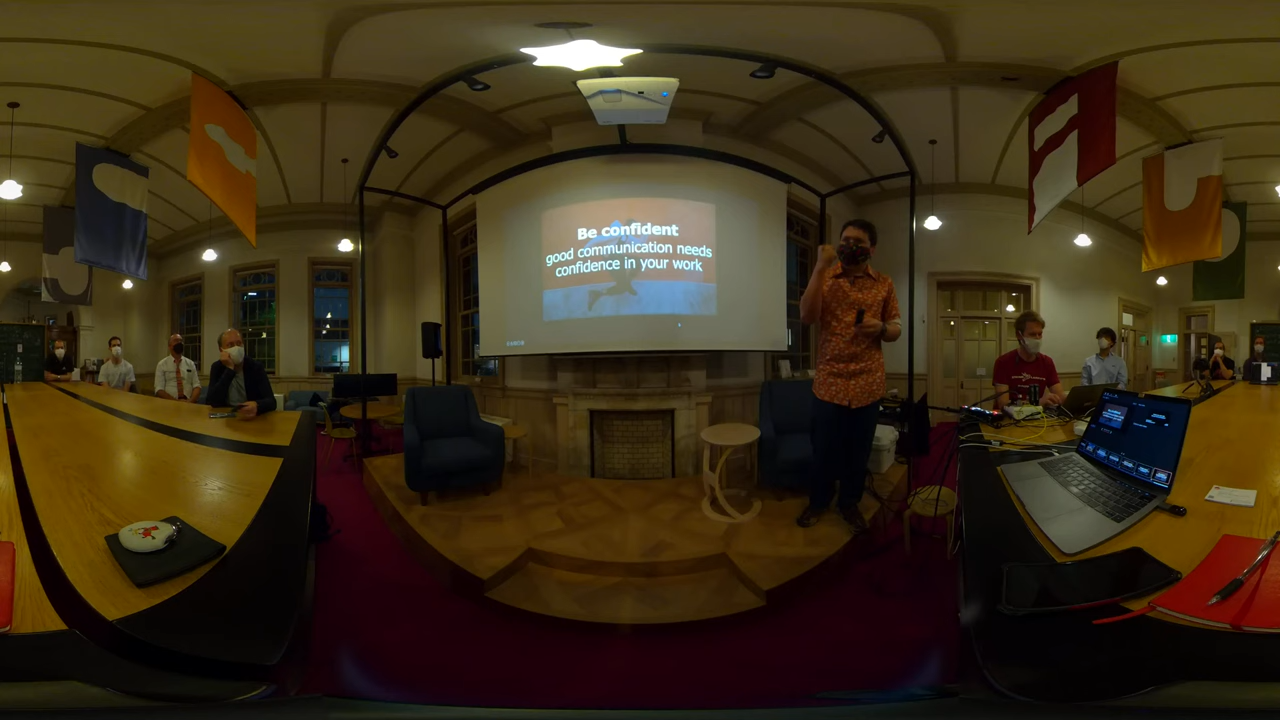 Be confident
good communication needs
confidence in your work